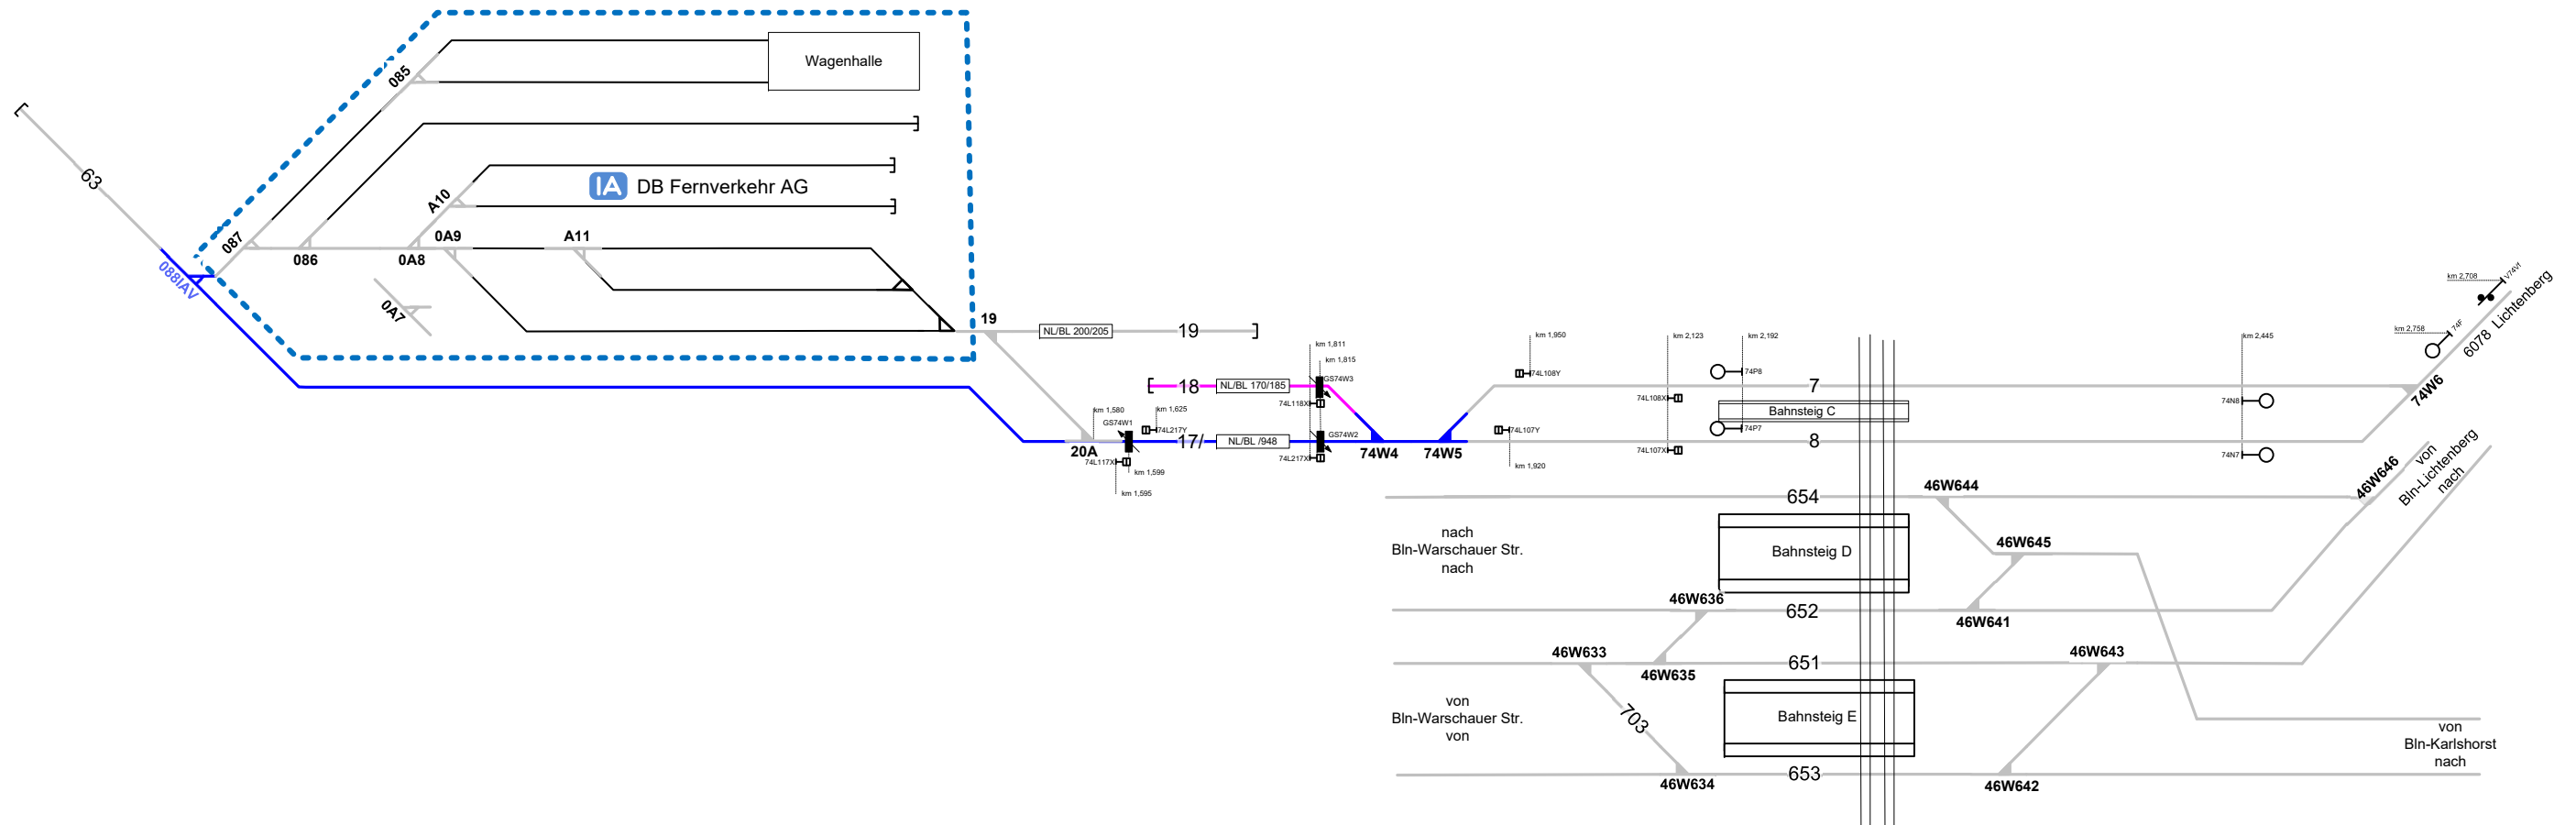 Wagenhalle
085
63
IA DB Fernverkehr AG
A10
087
0A9
A11
086
0A8
088IAV
0A7
19
NL/BL 200/205
19
km 1,811
km 1,815
18
NL/BL 170/185
GS74W3
74L118X
km 1,580
km 1,625
GS74W1
74L217Y
17/
NL/BL /948
GS74W2
20A
74L117X
74L217X
km 1,599
km 1,595
74W4
74W5
km 1,950
74L108Y
74L107Y
km 1,920
km 2,123
km 2,192
74P8
7
74L108X
Bahnsteig C
74P7
8
74L107X
km 2,445
74N8
74N7
km 2,708
V74Vf
km 2,758
74F
6078 Lichtenberg
74W6
von
Bln-Lichtenberg
nach
46W646
654
46W644
nach
Bln-Warschauer Str.
nach
Bahnsteig D
46W645
46W636
652
46W641
46W633
651
46W643
46W635
von
Bln-Warschauer Str.
von
703
Bahnsteig E
von
Bln-Karlshorst
nach
653
46W634
46W642